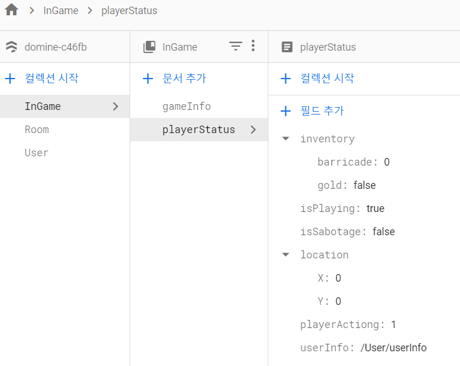 InGame > playerStatus
domine-c46fb
컬렉션 시작
InGame
Room
User
InGame
문서 추가
gameInfo
playerStatus
playerStatus
컬렉션 시작
필드 추가
inventory
barricade: 0
gold: false
isPlaying: true
isSabotage: false
location
X: 0
Y: 0
playerActiong: 1
userInfo: /User/userInfo